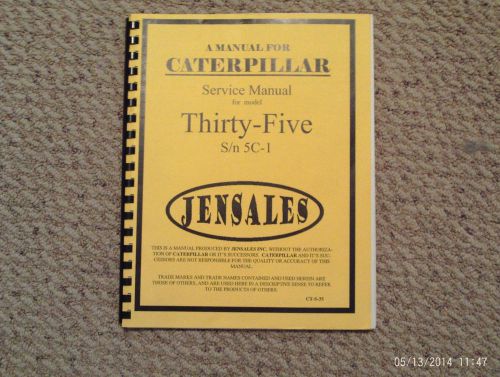 A MANUAL FOR
CATERPILLAR
Service Manual
for model
Thirty-Five
S/n 5C-1
JENSALES
THIS IS A MANUAL PRODUCED BY JENSALES INC. WITHOUT THE AUTHORIZA-
TION OF CATERPILLAR OR IT'S SUCCESSORS. CATERPILLAR AND IT'S SUC-
CESSORS ARE NOT RESPONSIBLE FOR THE QUALITY OR ACCURACY OF THIS
MANUAL.
TRADE MARKS AND TRADE NAMES CONTAINED AND USED HEREIN ARE
THOSE OF OTHERS, AND ARE USED HERE IN A DESCRIPTIVE SENSE TO REFER
TO THE PRODUCTS OF OTHERS.
CT-S-35
05/13/2014 11:47